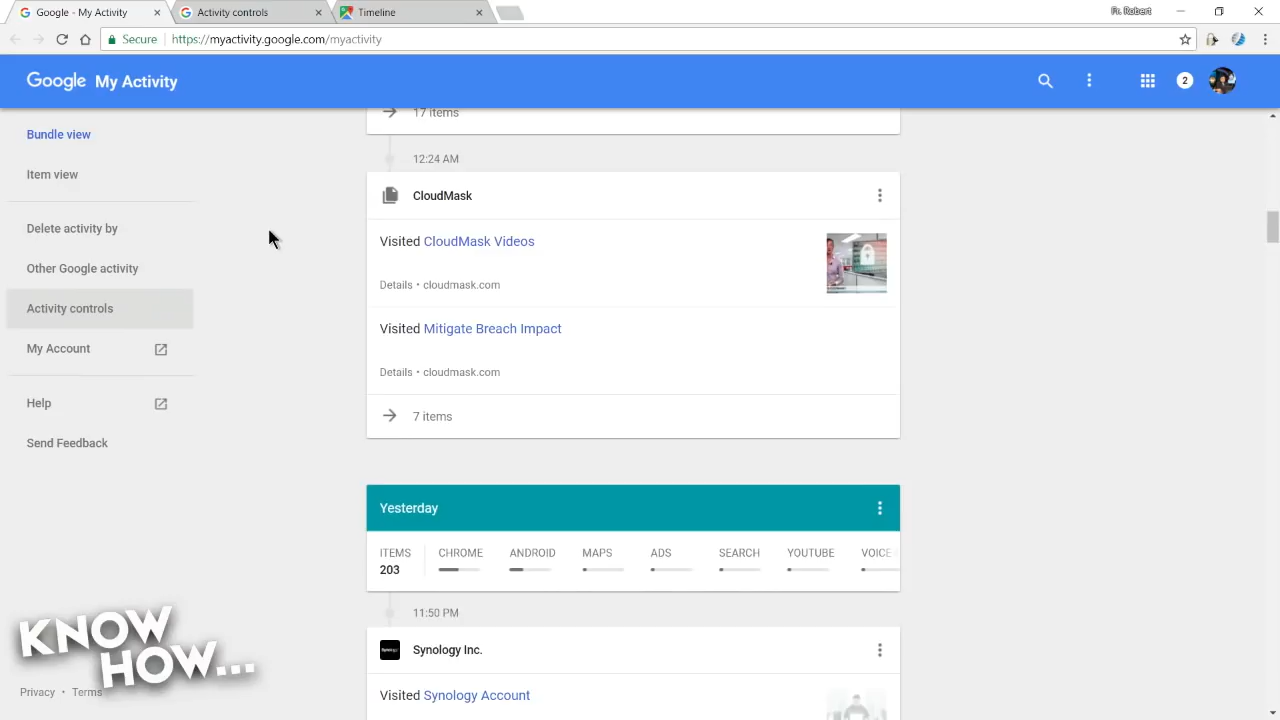 Google - My Activity
Activity controls
Timeline
Fr. Robert
Secure
https://myactivity.google.com/myactivity
Google My Activity
2
Bundle view
Item view
Delete activity by
Other Google activity
Activity controls
My Account
Help
Send Feedback
Privacy • Terms
17 items
12:24 AM
CloudMask
Visited CloudMask Videos
Details • cloudmask.com
Visited Mitigate Breach Impact
Details • cloudmask.com
7 items
Yesterday
ITEMS CHROME ANDROID MAPS ADS SEARCH YOUTUBE VOICE
203
11:50 PM
Synology Inc.
Visited Synology Account
KNOW
HOW...